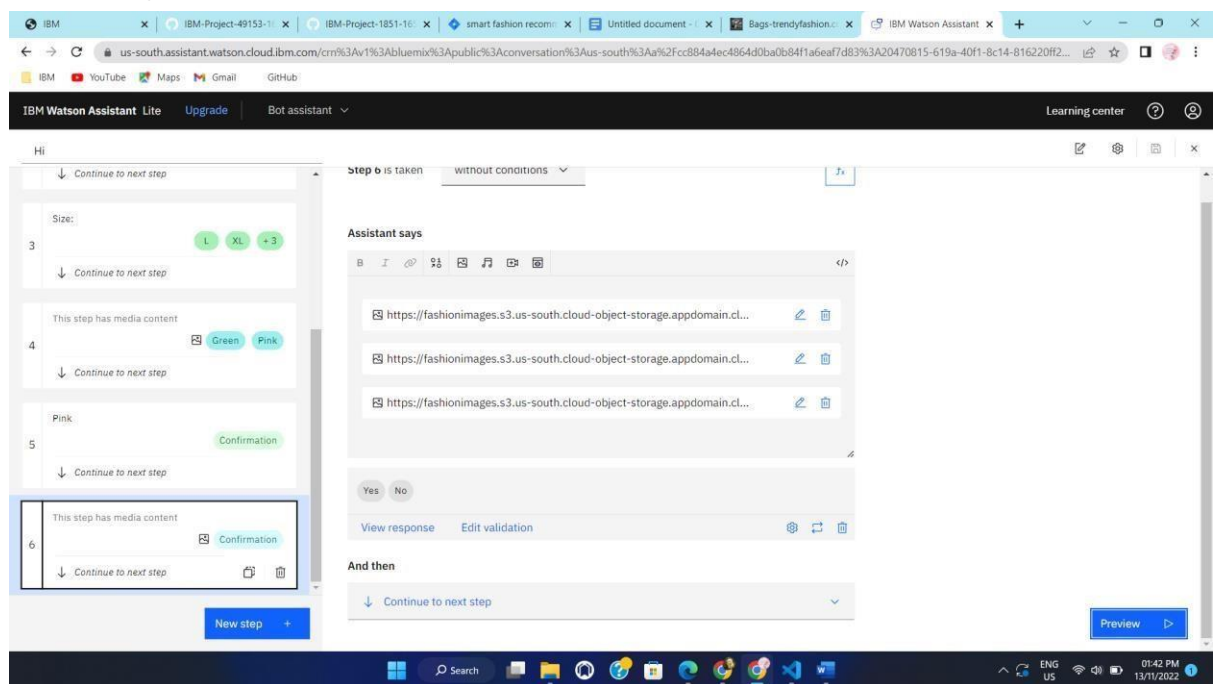 IBM
IBM-Project-49153-1
IBM-Project-1851-16
smart fashion recomm
Untitled document -
Bags-trendyfashion.c
IBM Watson Assistant
us-south.assistant.watson.cloud.ibm.com/crn%3Av1%3Abluemix%3Apublic%3Aconversation%3Aus-south%3Aa%2Fcc884a4ec4864d0ba0b84f1a6eaf7d83%3A20470815-619a-40f1-8c14-816220ff2...
IBM YouTube Maps Gmail GitHub
IBM Watson Assistant Lite Upgrade Bot assistant Learning center
Hi
Continue to next step
Size:
3
L XL +3
Continue to next step
This step has media content
4
Green Pink
Continue to next step
Pink
5
Confirmation
Continue to next step
This step has media content
6
Confirmation
Continue to next step
New step +
Step 6 is taken without conditions
fx
Assistant says
B I </>
https://fashionimages.s3.us-south.cloud-object-storage.appdomain.cl...
https://fashionimages.s3.us-south.cloud-object-storage.appdomain.cl...
https://fashionimages.s3.us-south.cloud-object-storage.appdomain.cl...
Yes No
View response Edit validation
And then
Continue to next step
Preview
Search
ENG
US
01:42 PM
13/11/2022
1